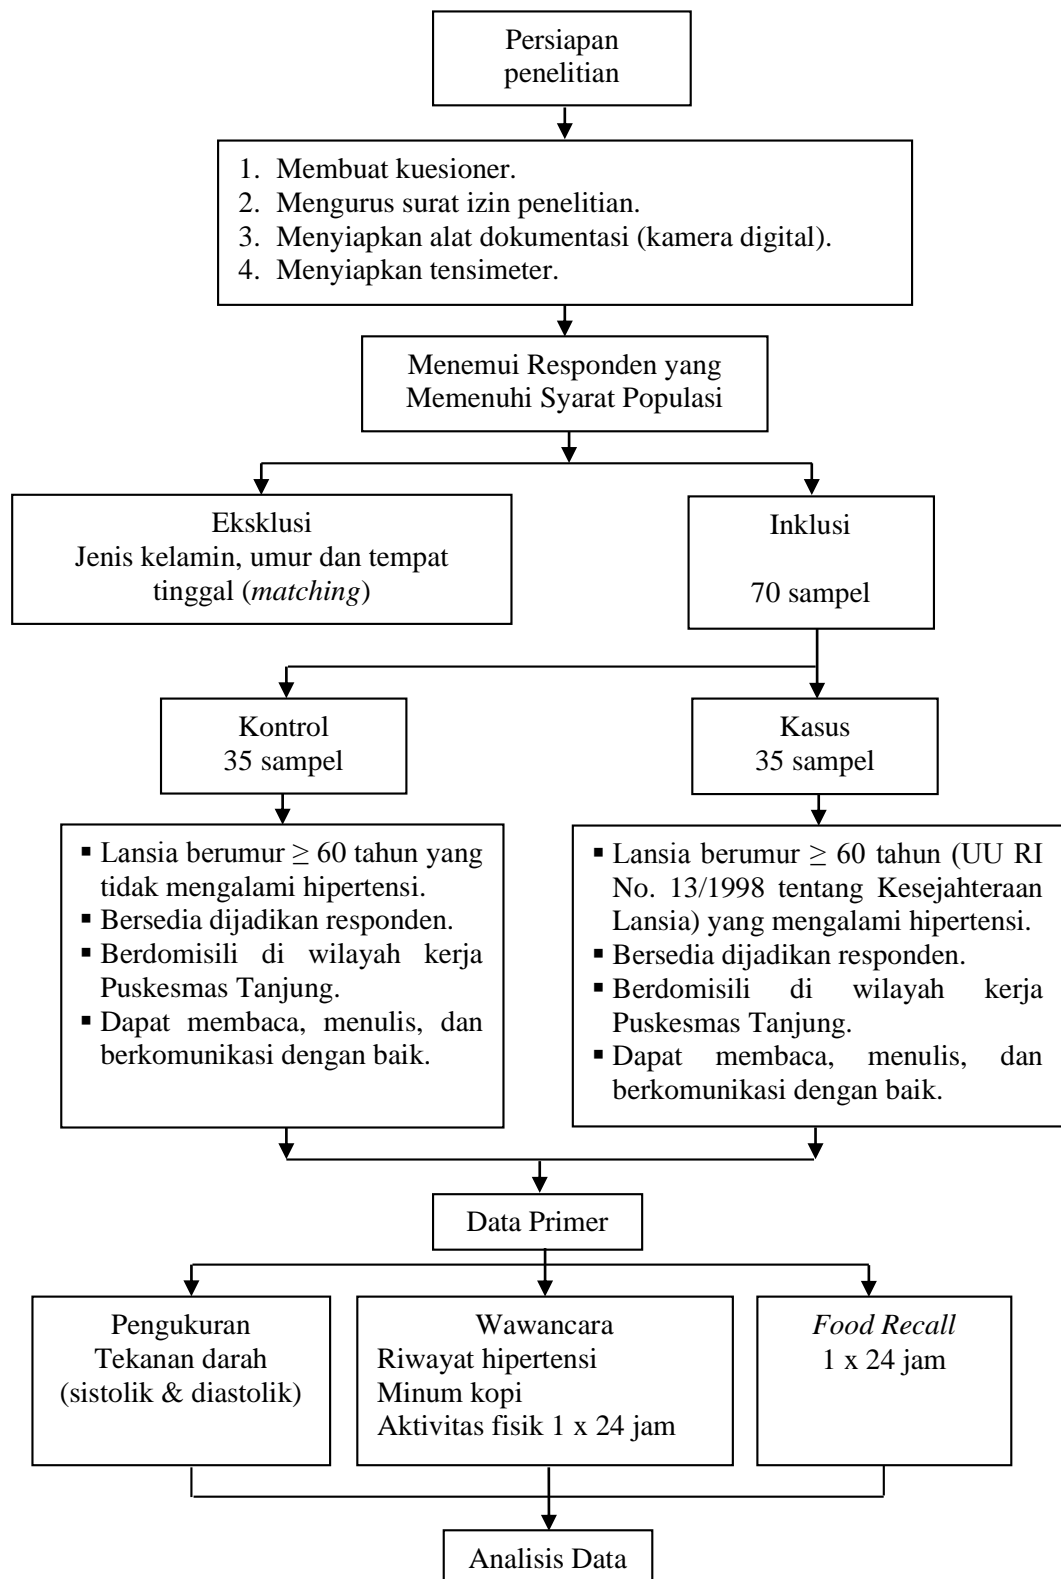 Persiapan
penelitian
1. Membuat kuesioner.
2. Mengurus surat izin penelitian.
3. Menyiapkan alat dokumentasi (kamera digital).
4. Menyiapkan tensimeter.
Menemui Responden yang
Memenuhi Syarat Populasi
Eksklusi
Jenis kelamin, umur dan tempat
tinggal (matching)
Inklusi
70 sampel
Kontrol
35 sampel
Kasus
35 sampel
▪ Lansia berumur ≥ 60 tahun yang
tidak mengalami hipertensi.
▪ Bersedia dijadikan responden.
▪ Berdomisili di wilayah kerja
Puskesmas Tanjung.
▪ Dapat membaca, menulis, dan
berkomunikasi dengan baik.
▪ Lansia berumur ≥ 60 tahun (UU RI
No. 13/1998 tentang Kesejahteraan
Lansia) yang mengalami hipertensi.
▪ Bersedia dijadikan responden.
▪ Berdomisili di wilayah kerja
Puskesmas Tanjung.
▪ Dapat membaca, menulis, dan
berkomunikasi dengan baik.
Data Primer
Pengukuran
Tekanan darah
(sistolik & diastolik)
Wawancara
Riwayat hipertensi
Minum kopi
Aktivitas fisik 1 x 24 jam
Food Recall
1 x 24 jam
Analisis Data